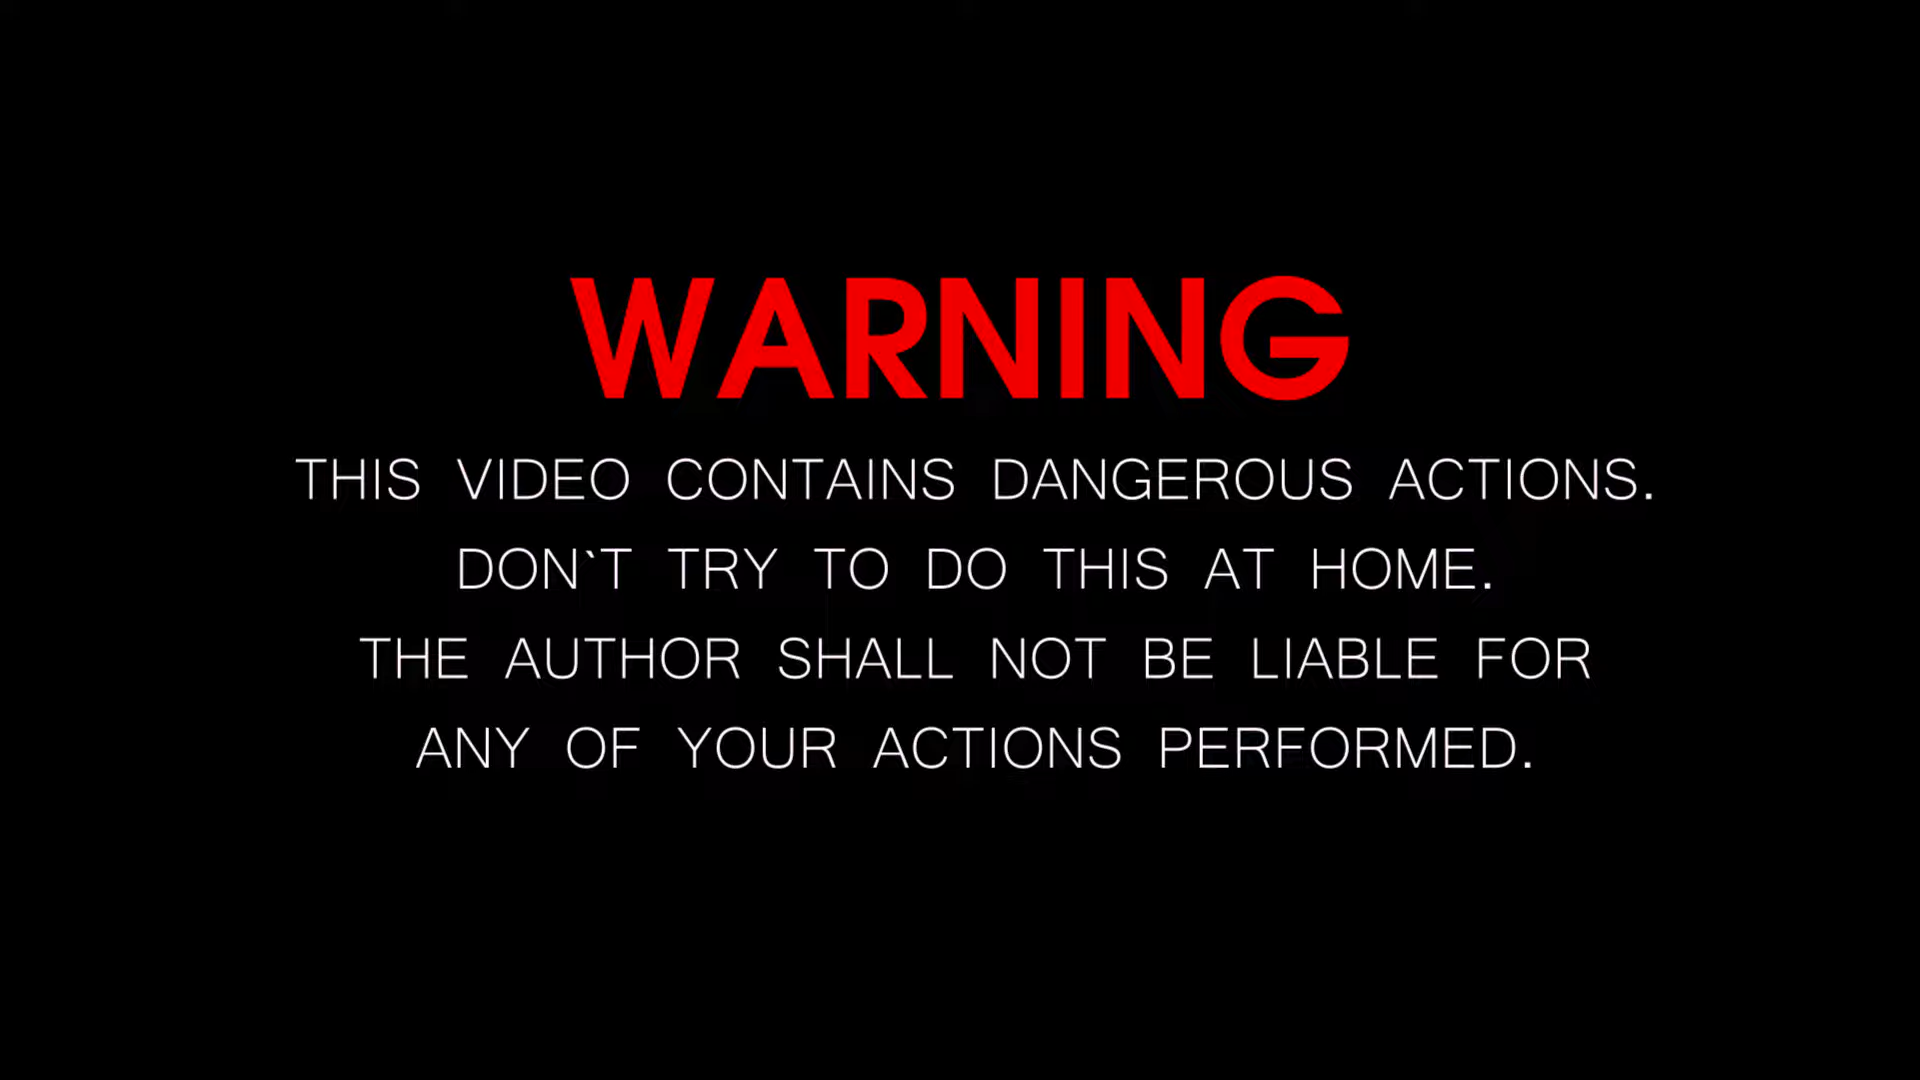 WARNING
THIS VIDEO CONTAINS DANGEROUS ACTIONS.
DON`T TRY TO DO THIS AT HOME.
THE AUTHOR SHALL NOT BE LIABLE FOR
ANY OF YOUR ACTIONS PERFORMED.